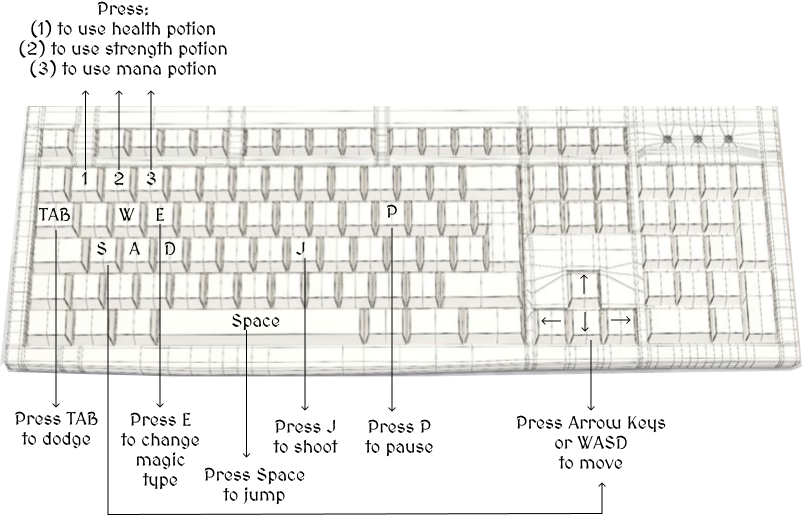 Press:
(1) to use health potion
(2) to use strength potion
(3) to use mana potion
1 2 3
TAB W E P
S A D J
↑
Space ← ↓ →
Press TAB
to dodge
Press E
to change
magic
type
Press Space
to jump
Press J
to shoot
Press P
to pause
Press Arrow Keys
or WASD
to move